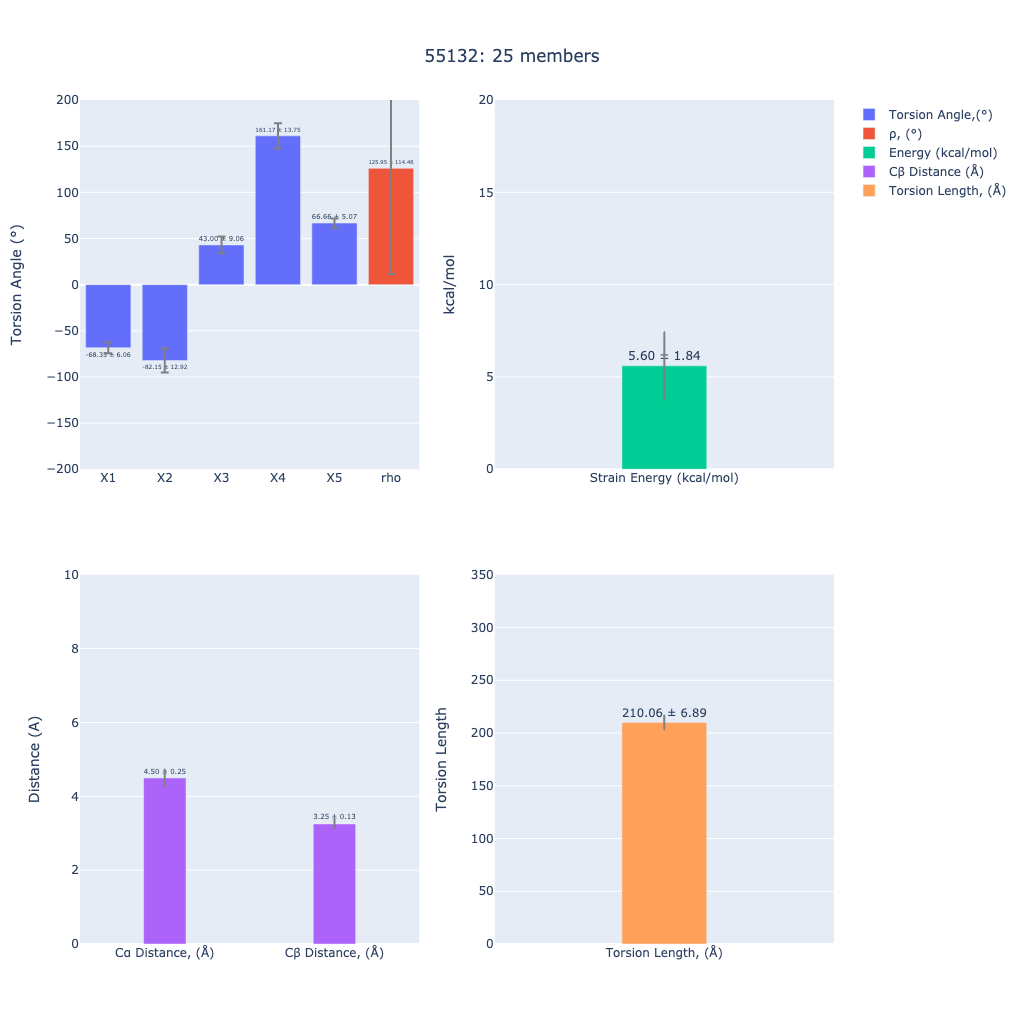 55132: 25 members
Torsion Angle (°)
200
150
100
50
0
−50
−100
−150
−200
-68.35 ± 6.06
-82.15 ± 12.92
43.00 ± 9.06
161.17 ± 13.75
66.66 ± 5.07
125.95 ± 114.46
X1
X2
X3
X4
X5
rho
kcal/mol
20
15
10
5
0
5.60 ± 1.84
Strain Energy (kcal/mol)
Torsion Angle,(°)
ρ, (°)
Energy (kcal/mol)
Cβ Distance (Å)
Torsion Length, (Å)
Distance (A)
10
8
6
4
2
0
4.50 ± 0.25
3.25 ± 0.13
Cα Distance, (Å)
Cβ Distance, (Å)
Torsion Length
350
300
250
200
150
100
50
0
210.06 ± 6.89
Torsion Length, (Å)